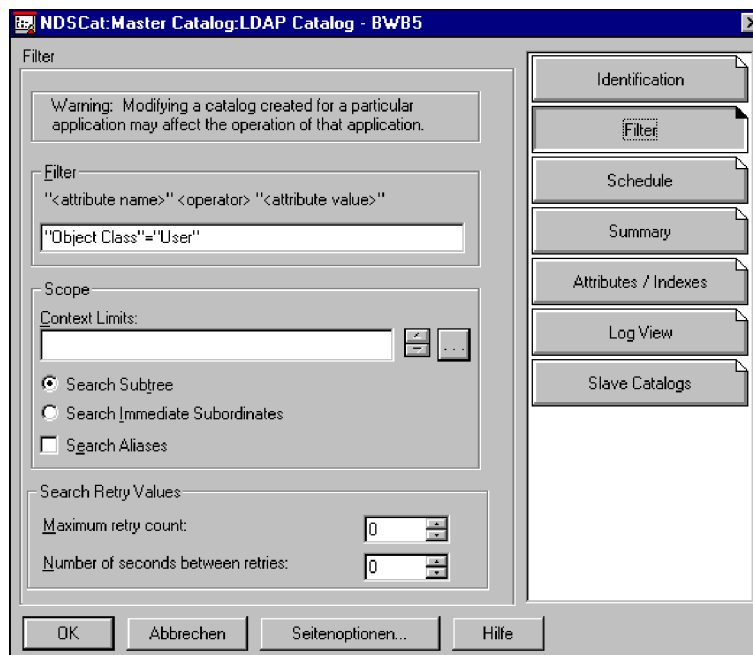 NDSCat:Master Catalog:LDAP Catalog - BWB5
Filter
Warning: Modifying a catalog created for a particular
application may affect the operation of that application.
Filter
"<attribute name>" <operator> "<attribute value>"
"Object Class"="User"
Scope
Context Limits:
...
Search Subtree
Search Immediate Subordinates
Search Aliases
Search Retry Values
Maximum retry count:
0
Number of seconds between retries:
0
Identification
Filter
Schedule
Summary
Attributes / Indexes
Log View
Slave Catalogs
OK
Abbrechen
Seitenoptionen...
Hilfe